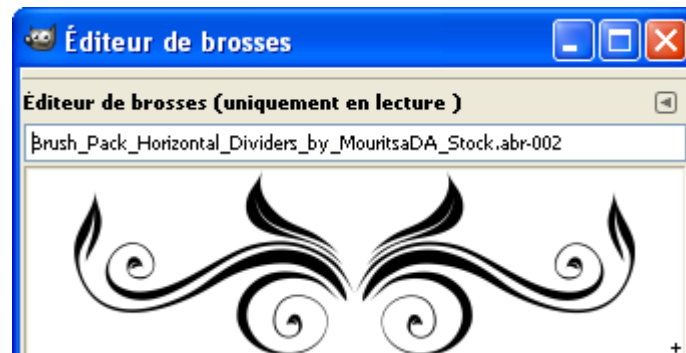 Éditeur de brosses
Éditeur de brosses (uniquement en lecture )
Brush_Pack_Horizontal_Dividers_by_MouritsaDA_Stock.abr-002